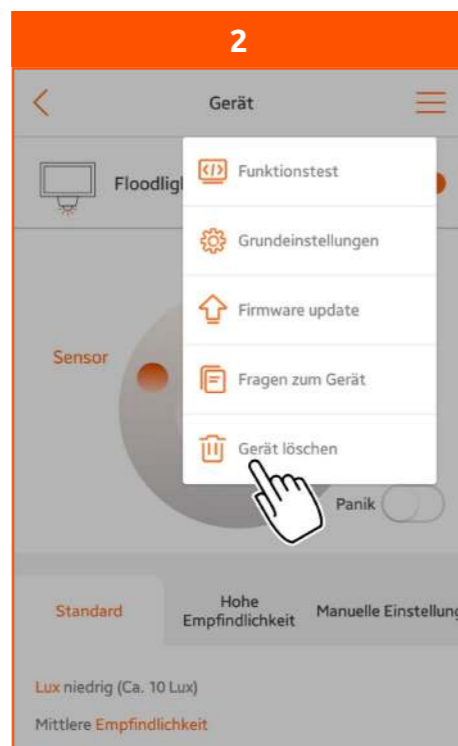 2
Gerät
Floodligh
Funktionstest
Grundeinstellungen
Firmware update
Sensor
Fragen zum Gerät
Gerät löschen
Panik
Standard
Hohe
Empfindlichkeit
Manuelle Einstellung
Lux niedrig (Ca. 10 Lux)
Mittlere Empfindlichkeit